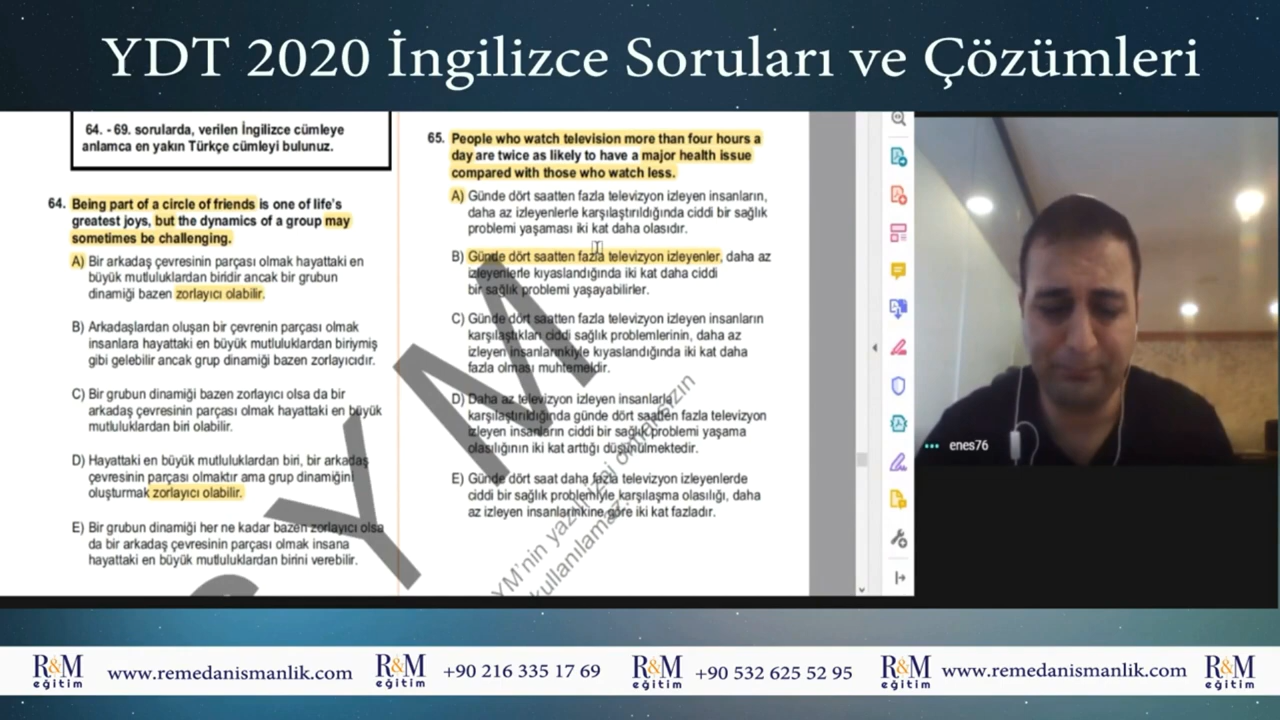 YDT 2020 İngilizce Soruları ve Çözümleri
64. - 69. sorularda, verilen İngilizce cümleye
anlamca en yakın Türkçe cümleyi bulunuz.
64. Being part of a circle of friends is one of life's
greatest joys, but the dynamics of a group may
sometimes be challenging.
A) Bir arkadaş çevresinin parçası olmak hayattaki en
büyük mutluluklardan biridir ancak bir grubun
dinamiği bazen zorlayıcı olabilir.
B) Arkadaşlardan oluşan bir çevrenin parçası olmak
insanlara hayattaki en büyük mutluluklardan biriymiş
gibi gelebilir ancak grup dinamiği bazen zorlayıcıdır.
C) Bir grubun dinamiği bazen zorlayıcı olsa da bir
arkadaş çevresinin parçası olmak hayattaki en büyük
mutluluklardan biri olabilir.
D) Hayattaki en büyük mutluluklardan biri, bir arkadaş
çevresinin parçası olmaktır ama grup dinamiğini
oluşturmak zorlayıcı olabilir.
E) Bir grubun dinamiği her ne kadar bazen zorlayıcı olsa
da bir arkadaş çevresinin parçası olmak insana
hayattaki en büyük mutluluklardan birini verebilir.
65. People who watch television more than four hours a
day are twice as likely to have a major health issue
compared with those who watch less.
A) Günde dört saatten fazla televizyon izleyen insanların,
daha az izleyenlerle karşılaştırıldığında ciddi bir sağlık
problemi yaşaması iki kat daha olasıdır.
B) Günde dört saatten fazla televizyon izleyenler, daha az
izleyenlerle kıyaslandığında iki kat daha ciddi
bir sağlık problemi yaşayabilirler.
C) Günde dört saatten fazla televizyon izleyen insanların
karşılaştıkları ciddi sağlık problemlerinin, daha az
izleyen insanlarınkiyle kıyaslandığında iki kat daha
fazla olması muhtemeldir.
D) Daha az televizyon izleyen insanlarla
karşılaştırıldığında günde dört saatten fazla televizyon
izleyen insanların ciddi bir sağlık problemi yaşama
olasılığının iki kat arttığı düşünülmektedir.
E) Günde dört saat daha fazla televizyon izleyenlerde
ciddi bir sağlık problemiyle karşılaşma olasılığı, daha
az izleyen insanlarınkine göre iki kat fazladır.
SYM
YM'nin yazılı izni olmaksızın
kullanılamaz.
enes76
R&M eğitim www.remedanismanlik.com R&M eğitim +90 216 335 17 69 R&M eğitim +90 532 625 52 95 R&M eğitim www.remedanismanlik.com R&M eğitim